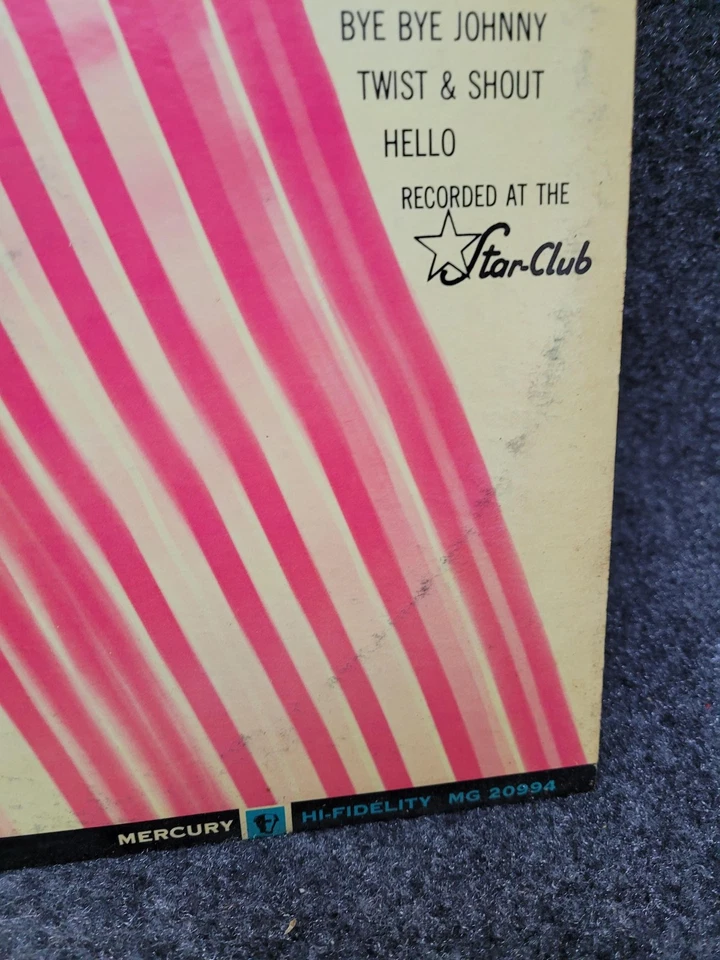 BYE BYE JOHNNY
TWIST & SHOUT
HELLO
RECORDED AT THE
Star-Club
MERCURY HI-FIDELITY MG 20994